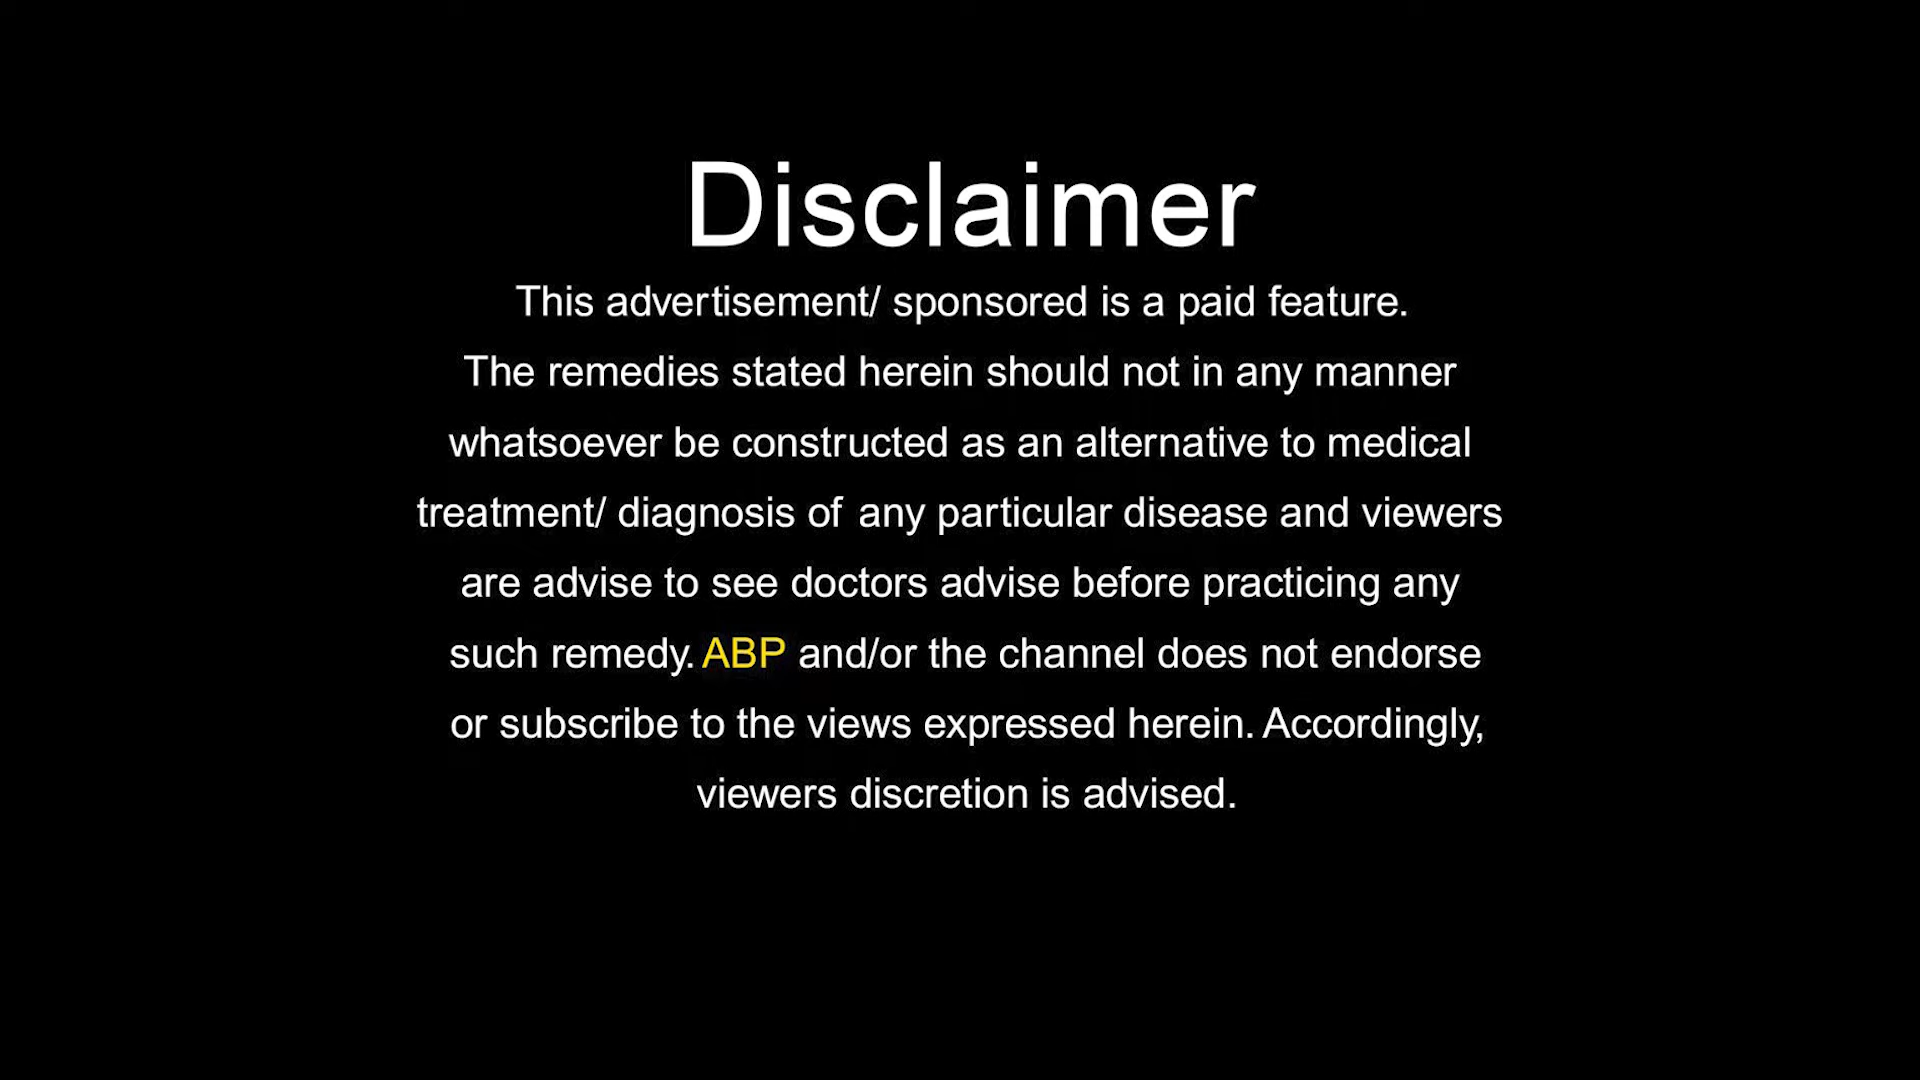 Disclaimer
This advertisement/ sponsored is a paid feature.
The remedies stated herein should not in any manner
whatsoever be constructed as an alternative to medical
treatment/ diagnosis of any particular disease and viewers
are advise to see doctors advise before practicing any
such remedy. ABP and/or the channel does not endorse
or subscribe to the views expressed herein. Accordingly,
viewers discretion is advised.